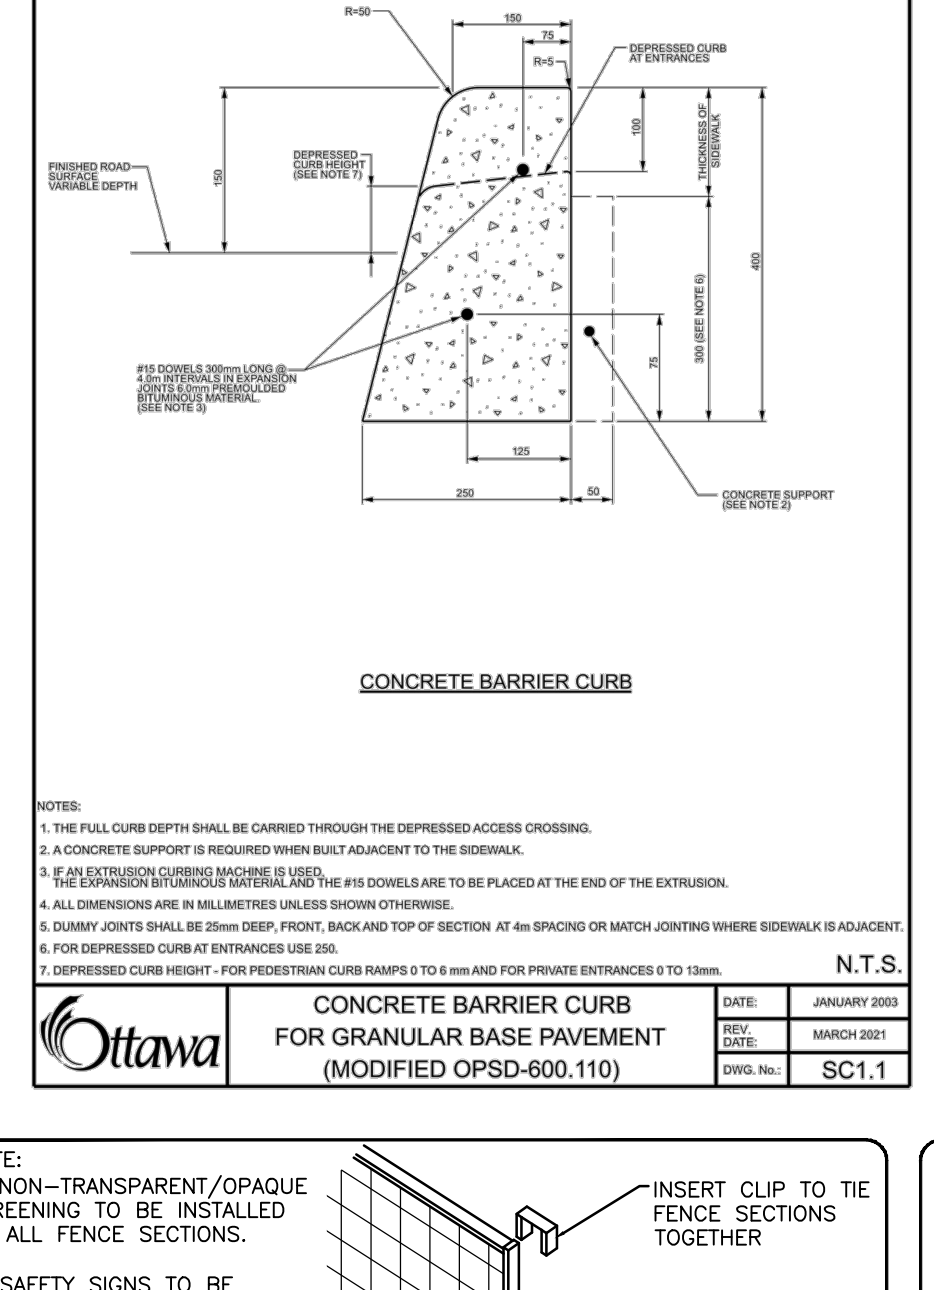 R=50
150
75
R=5
DEPRESSED CURB
AT ENTRANCES
FINISHED ROAD
SURFACE
VARIABLE DEPTH
150
DEPRESSED
CURB HEIGHT
(SEE NOTE 7)
100
THICKNESS OF
SIDEWALK
400
300 (SEE NOTE 6)
75
#15 DOWELS 300mm LONG @
4.0m INTERVALS IN EXPANSION
JOINTS 6.0mm PREMOULDED
BITUMINOUS MATERIAL.
(SEE NOTE 3)
125
250
50
CONCRETE SUPPORT
(SEE NOTE 2)
CONCRETE BARRIER CURB
NOTES:
1. THE FULL CURB DEPTH SHALL BE CARRIED THROUGH THE DEPRESSED ACCESS CROSSING.
2. A CONCRETE SUPPORT IS REQUIRED WHEN BUILT ADJACENT TO THE SIDEWALK.
3. IF AN EXTRUSION CURBING MACHINE IS USED,
THE EXPANSION BITUMINOUS MATERIAL AND THE #15 DOWELS ARE TO BE PLACED AT THE END OF THE EXTRUSION.
4. ALL DIMENSIONS ARE IN MILLIMETRES UNLESS SHOWN OTHERWISE.
5. DUMMY JOINTS SHALL BE 25mm DEEP, FRONT, BACK AND TOP OF SECTION AT 4m SPACING OR MATCH JOINTING WHERE SIDEWALK IS ADJACENT.
6. FOR DEPRESSED CURB AT ENTRANCES USE 250.
7. DEPRESSED CURB HEIGHT - FOR PEDESTRIAN CURB RAMPS 0 TO 6 mm AND FOR PRIVATE ENTRANCES 0 TO 13mm.
N.T.S.
Ottawa
CONCRETE BARRIER CURB
FOR GRANULAR BASE PAVEMENT
(MODIFIED OPSD-600.110)
DATE: JANUARY 2003
REV. DATE: MARCH 2021
DWG. No.: SC1.1
TE:
NON-TRANSPARENT/OPAQUE
REENING TO BE INSTALLED
ALL FENCE SECTIONS.
SAFETY SIGNS TO BE
INSERT CLIP TO TIE
FENCE SECTIONS
TOGETHER